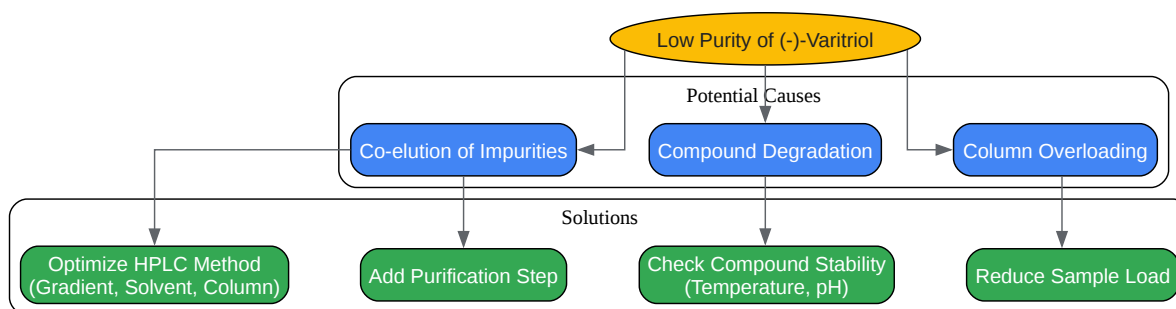 Low Purity of (-)-Varitriol
Potential Causes
Co-elution of Impurities
Compound Degradation
Column Overloading
Solutions
Optimize HPLC Method
(Gradient, Solvent, Column)
Add Purification Step
Check Compound Stability
(Temperature, pH)
Reduce Sample Load